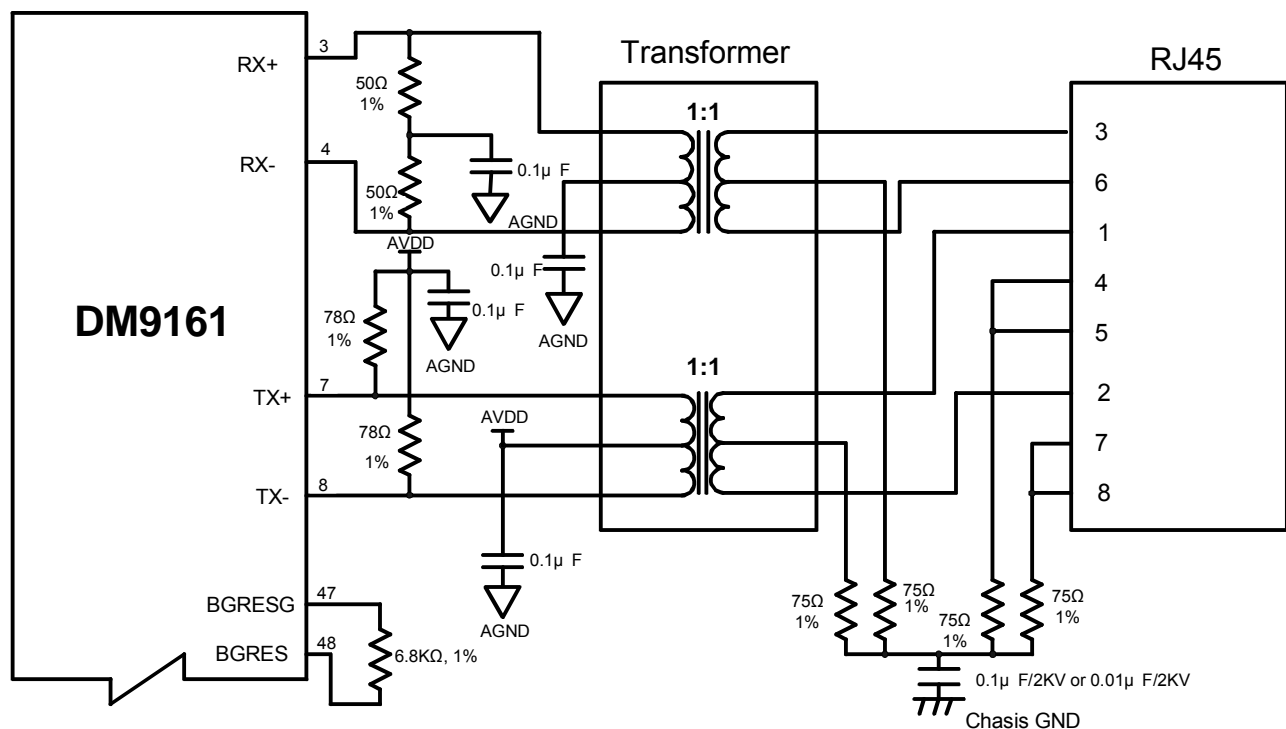 Transformer
RJ45
RX+
3
50Ω
1%
1:1
3
RX-
4
0.1µ F
6
50Ω
1%
AGND
1
AVDD
0.1µ F
4
0.1µ F
DM9161
78Ω
1%
AGND
AGND
5
1:1
TX+
7
2
AVDD
78Ω
1%
7
TX-
8
8
0.1µ F
BGRESG
47
AGND
75Ω
1%
75Ω
1%
75Ω
1%
75Ω
1%
BGRES
48
6.8KΩ, 1%
0.1µ F/2KV or 0.01µ F/2KV
Chasis GND